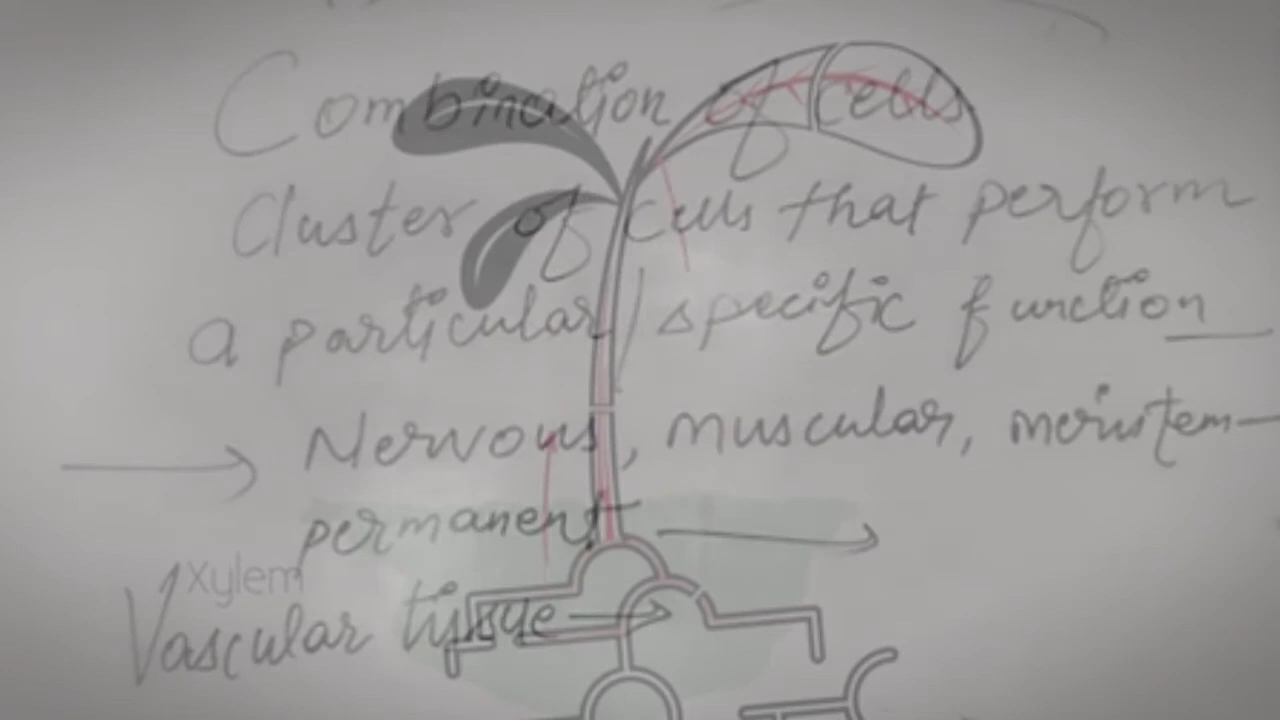 Combination of cells
Cluster of cells that perform
a particular/specific function
→ Nervous, muscular, meristem-
permanent →
Xylem
Vascular tissue →